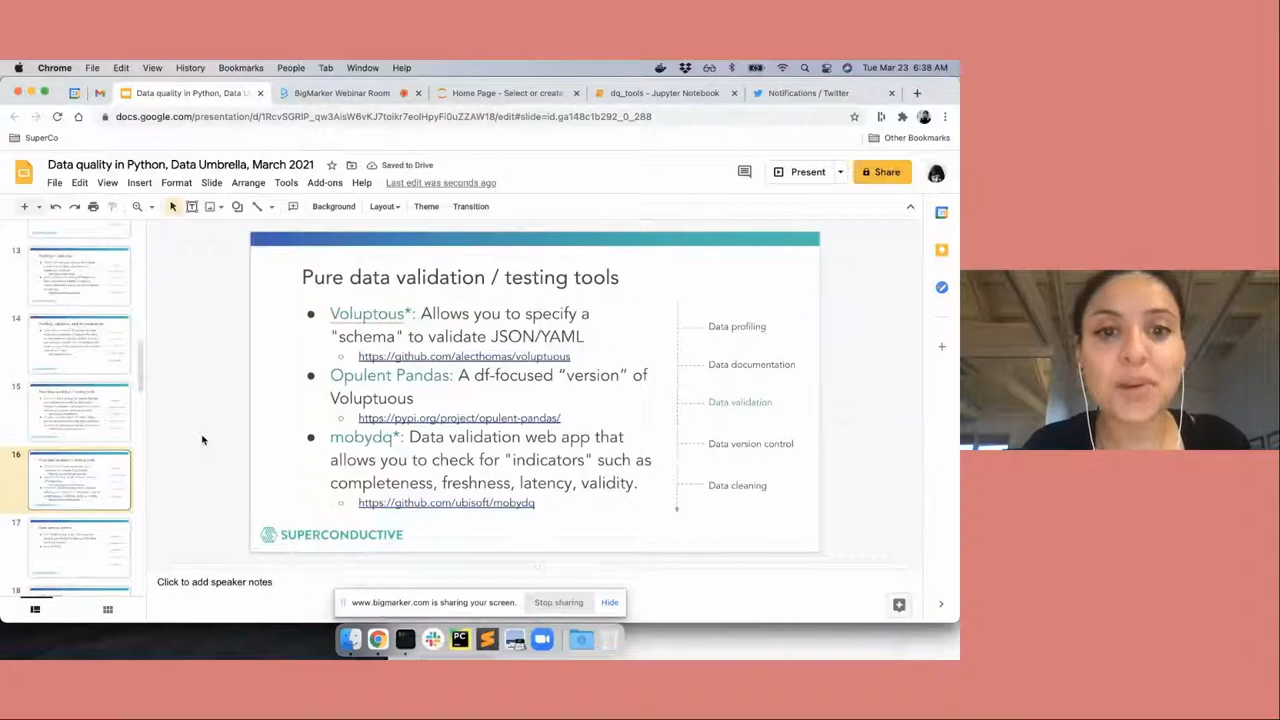 Chrome File Edit View History Bookmarks People Tab Window Help Tue Mar 23 6:38 AM
Data quality in Python, Data U BigMarker Webinar Room Home Page - Select or create dq_tools - Jupyter Notebook Notifications / Twitter
docs.google.com/presentation/d/
SuperCo Other Bookmarks
Data quality in Python, Data Umbrella, March 2021 Saved to Drive
File Edit View Insert Format Slide Arrange Tools Add-ons Help Last edit was seconds ago
Present Share
Background Layout Theme Transition
13
14
15
16
17
18
Pure data validation / testing tools
● Voluptous*: Allows you to specify a
"schema" to validate JSON/YAML
○ https://github.com/alecthomas/voluptuous
● Opulent Pandas: A df-focused “version” of
Voluptuous
https://pypi.org/project/opulent-pandas/
● mobydq*: Data validation web app that
allows you to check for "indicators" such as
completeness, freshness, latency, validity.
○ https://github.com/ubisoft/mobydq
Data profiling
Data documentation
Data validation
Data version control
Data cleaning
SUPERCONDUCTIVE
Click to add speaker notes
www.bigmarker.com is sharing your screen. Stop sharing Hide
PC